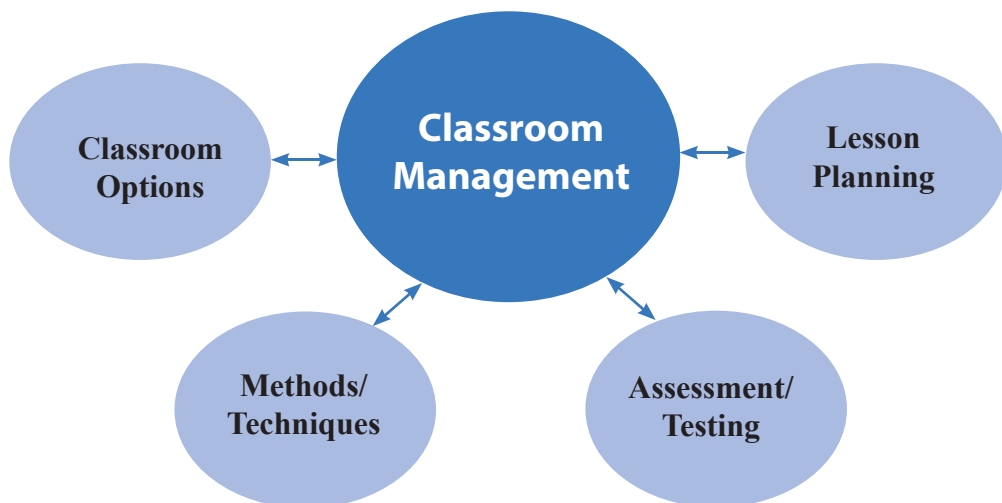 Classroom
Management
Classroom
Options
Lesson
Planning
Methods/
Techniques
Assessment/
Testing